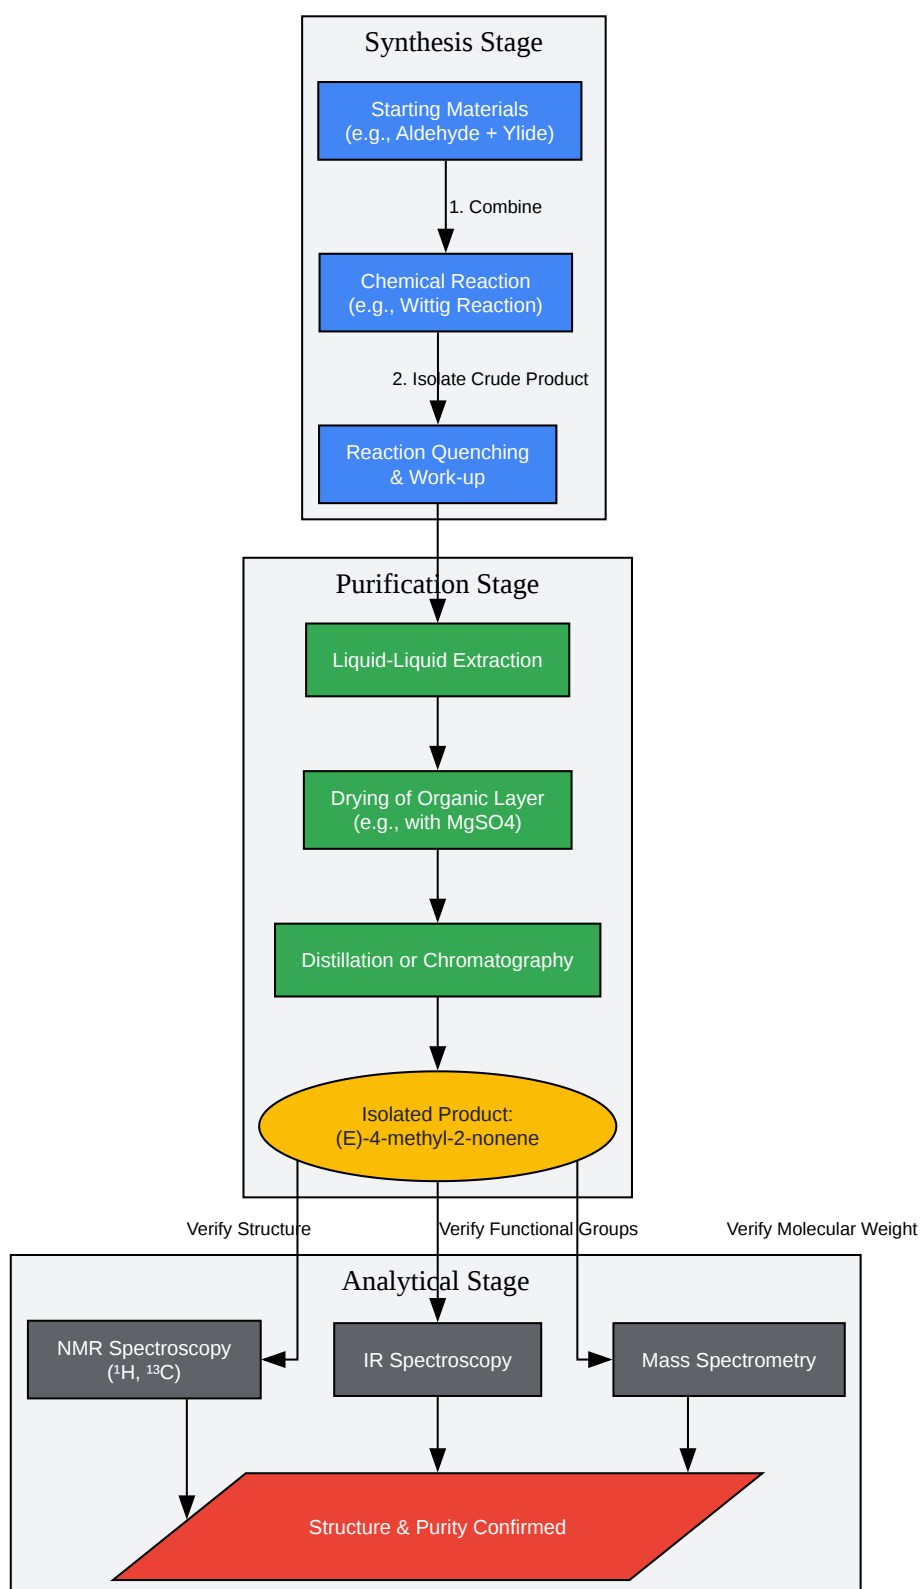 Synthesis Stage
Starting Materials
(e.g., Aldehyde + Ylide)
1. Combine
Chemical Reaction
(e.g., Wittig Reaction)
2. Isolate Crude Product
Reaction Quenching
& Work-up
Purification Stage
Liquid-Liquid Extraction
Drying of Organic Layer
(e.g., with MgSO4)
Distillation or Chromatography
Isolated Product:
(E)-4-methyl-2-nonene
Verify Structure
Verify Functional Groups
Verify Molecular Weight
Analytical Stage
NMR Spectroscopy
(¹H, ¹³C)
IR Spectroscopy
Mass Spectrometry
Structure & Purity Confirmed